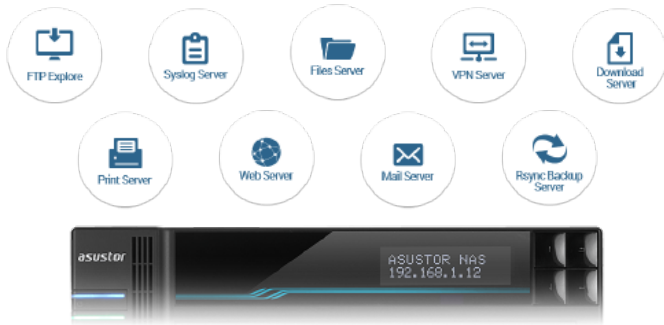 FTP Explore
Syslog Server
Files Server
VPN Server
Download
Server
Print Server
Web Server
Mail Server
Rsync Backup
Server
asustor
ASUSTOR NAS
192.168.1.12